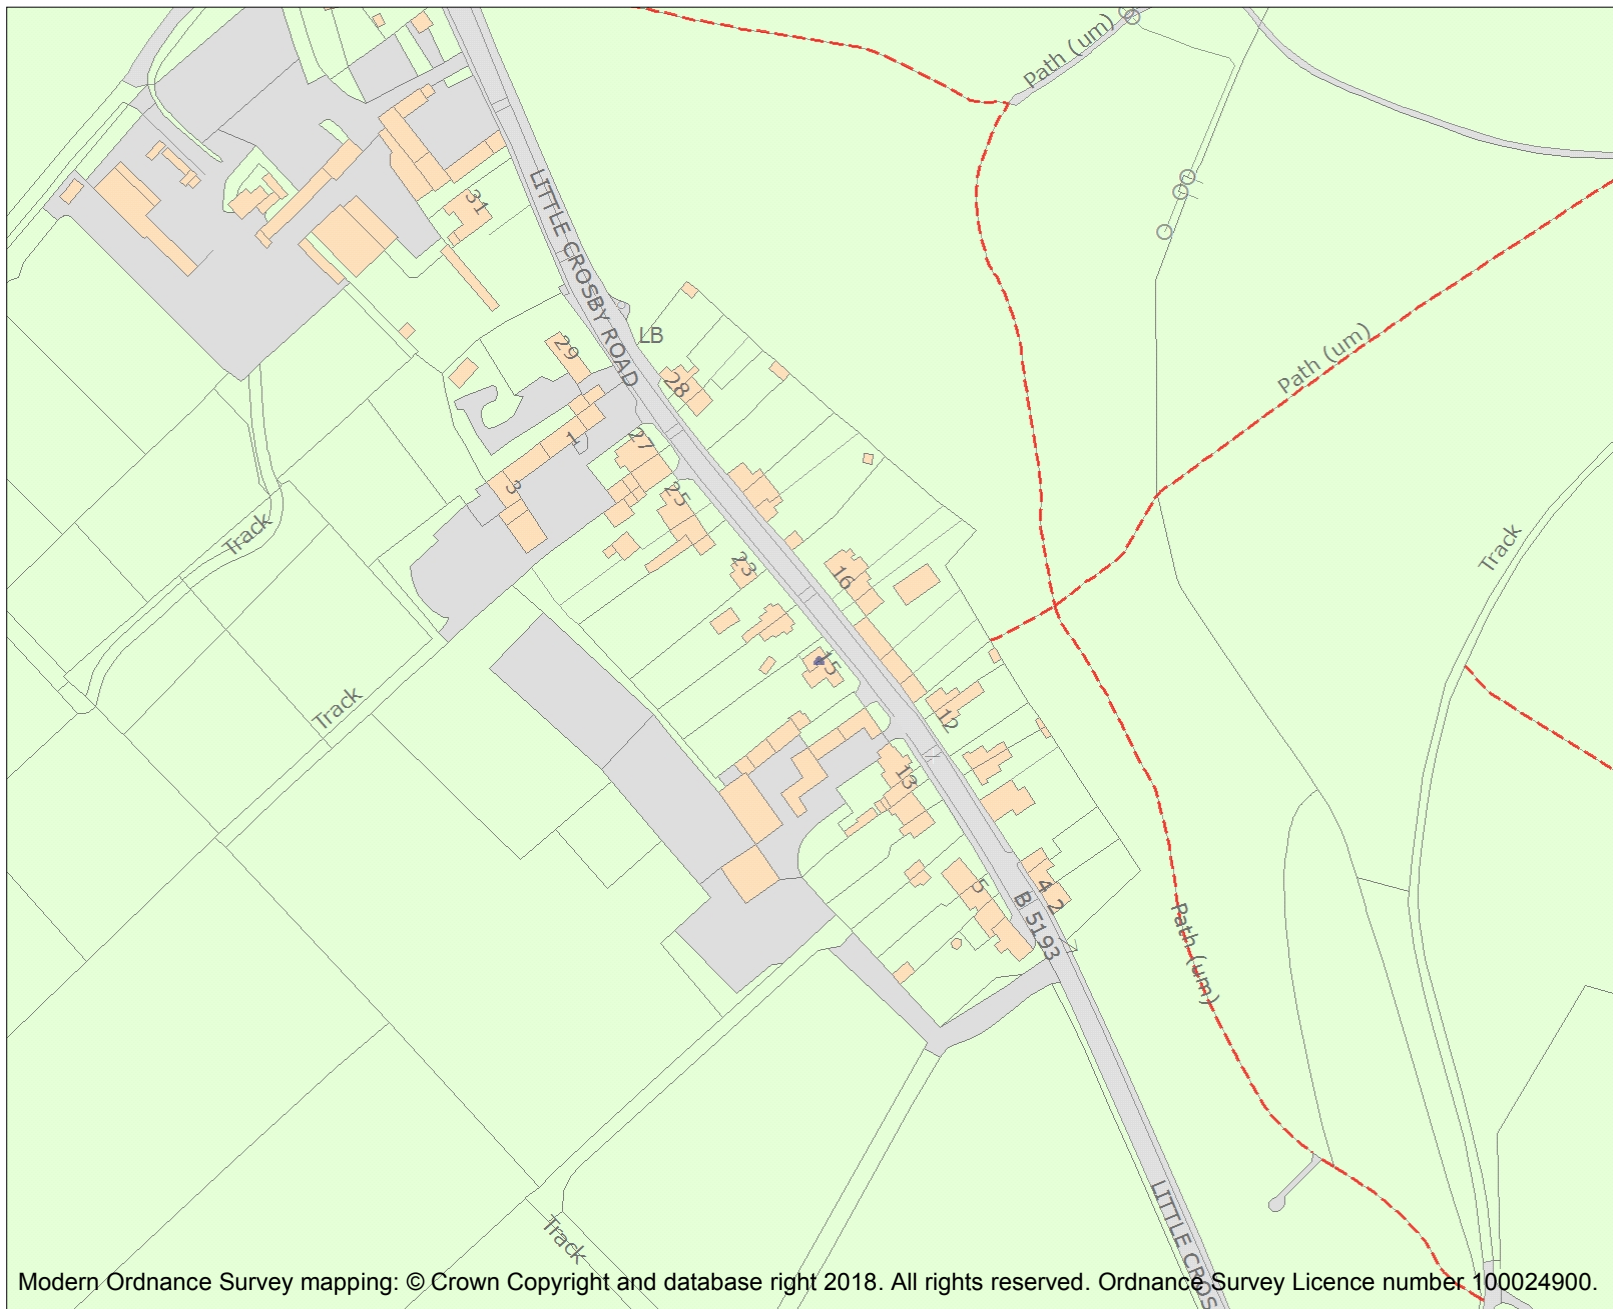 Path (um)
31
LITTLE CROSBY ROAD
LB
29
28
Path (um)
27
1
3
25
Track
Track
23
16
15
Track
12
13
5
4
2
B 5193
Path (um)
LITTLE CROS
Track
Modern Ordnance Survey mapping: © Crown Copyright and database right 2018. All rights reserved. Ordnance Survey Licence number 100024900.